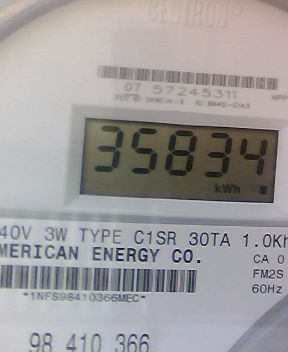 CENTRON
07 57245311
35834
kWh
40V 3W TYPE C1SR 30TA 1.0Kh
MERICAN ENERGY CO.
CA 0
FM2S
60Hz
*1NFS98410366MEC*
98 410 366